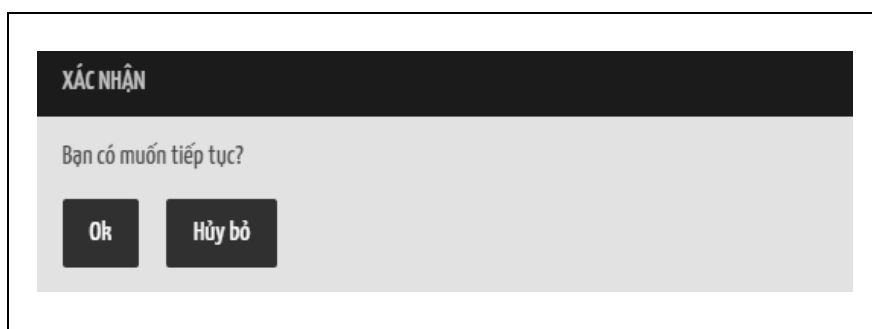 XÁC NHẬN
Bạn có muốn tiếp tục?
Ok
Hủy bỏ